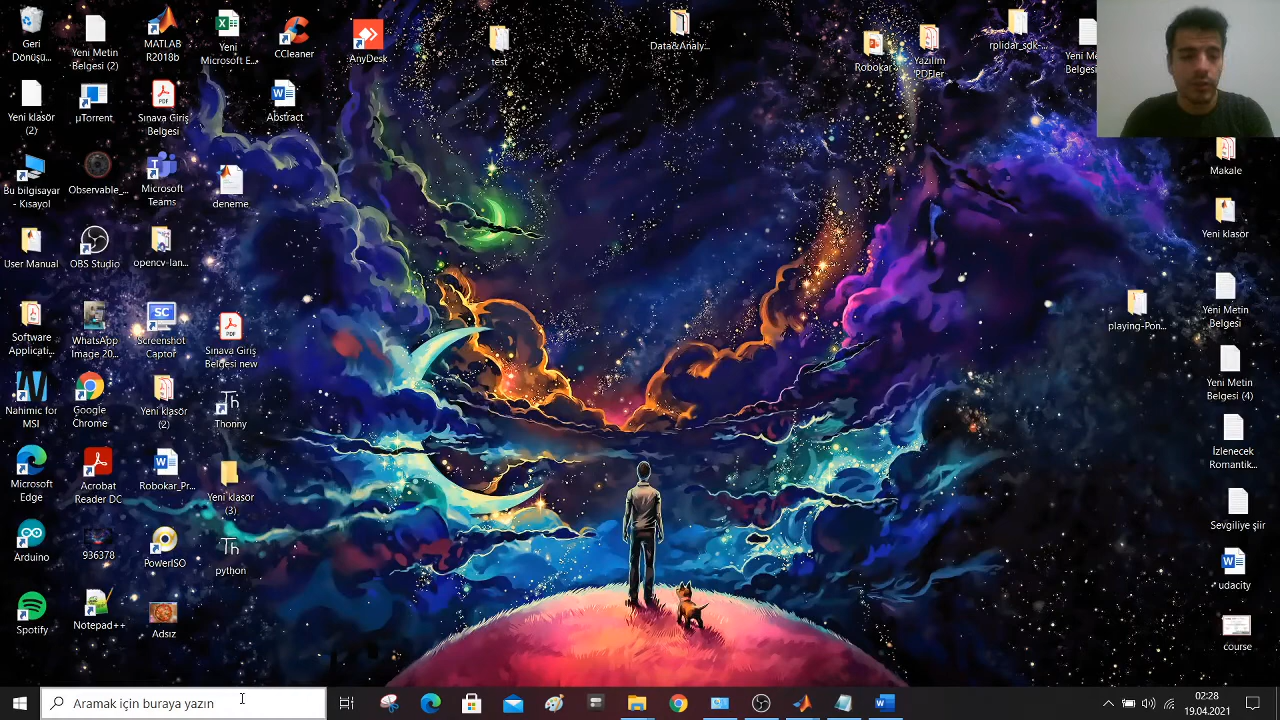 Geri
Dönüşü...
Yeni Metin
Belgesi (2)
MATLAB
R2018b
Yeni
Microsoft E...
CCleaner
AnyDesk
test
Data&Analy...
Robokar
Yazılım
PDFler
rplidar_sdk-...
Yeni Me
Belgesi
Yeni klasör
(2)
µTorrent
Sınava Giriş
Belgesi
Abstract
Bu bilgisayar
- Kısayol
Observable_...
Microsoft
Teams
deneme
Makale
User Manual
OBS Studio
opencv-lan...
Yeni klasör
Software
Applicati...
WhatsApp
Image 20...
SC
Screenshot
Captor
Sınava Giriş
Belgesi new
playing-Pon...
Yeni Metin
Belgesi
Nahimic for
MSI
Google
Chrome
Yeni klasör
(2)
Th
Thonny
Yeni Metin
Belgesi (4)
Microsoft
Edge
Acrobat
Reader DC
Robokar_Pr...
Yeni klasör
(3)
İzlenecek
Romantik...
Arduino
936378
PowerISO
Th
python
Sevgiliye şiir
udacity
Spotify
Notepad++
Adsız
course
Aramak için buraya yazın
02:28
19.04.2021